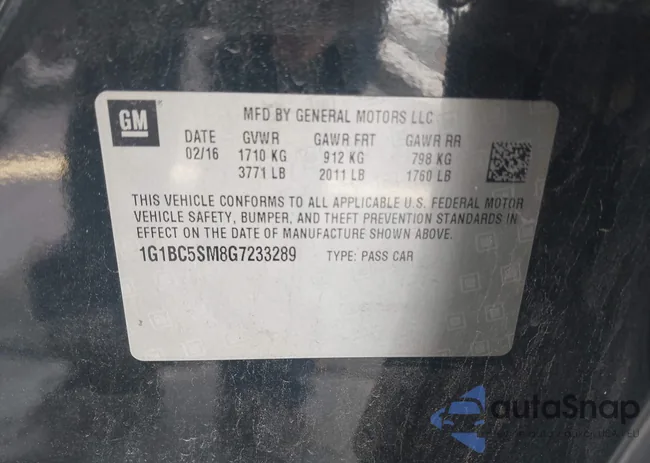 GM
MFD BY GENERAL MOTORS LLC
DATE GVWR GAWR FRT GAWR RR
02/16 1710 KG 912 KG 798 KG
3771 LB 2011 LB 1760 LB
THIS VEHICLE CONFORMS TO ALL APPLICABLE U.S. FEDERAL MOTOR
VEHICLE SAFETY, BUMPER, AND THEFT PREVENTION STANDARDS IN
EFFECT ON THE DATE OF MANUFACTURE SHOWN ABOVE.
1G1BC5SM8G7233289 TYPE: PASS CAR
2
autoSnap